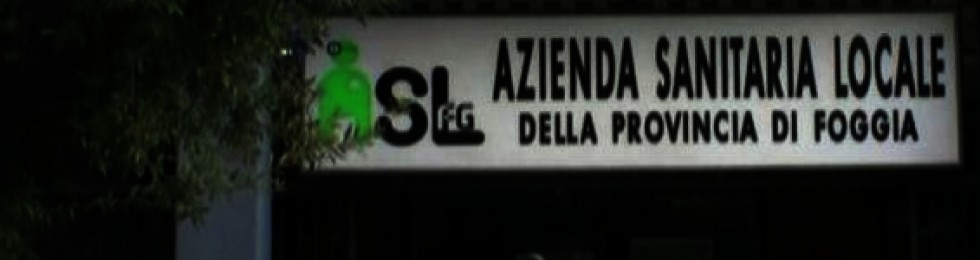 ASL FG
AZIENDA SANITARIA LOCALE
DELLA PROVINCIA DI FOGGIA